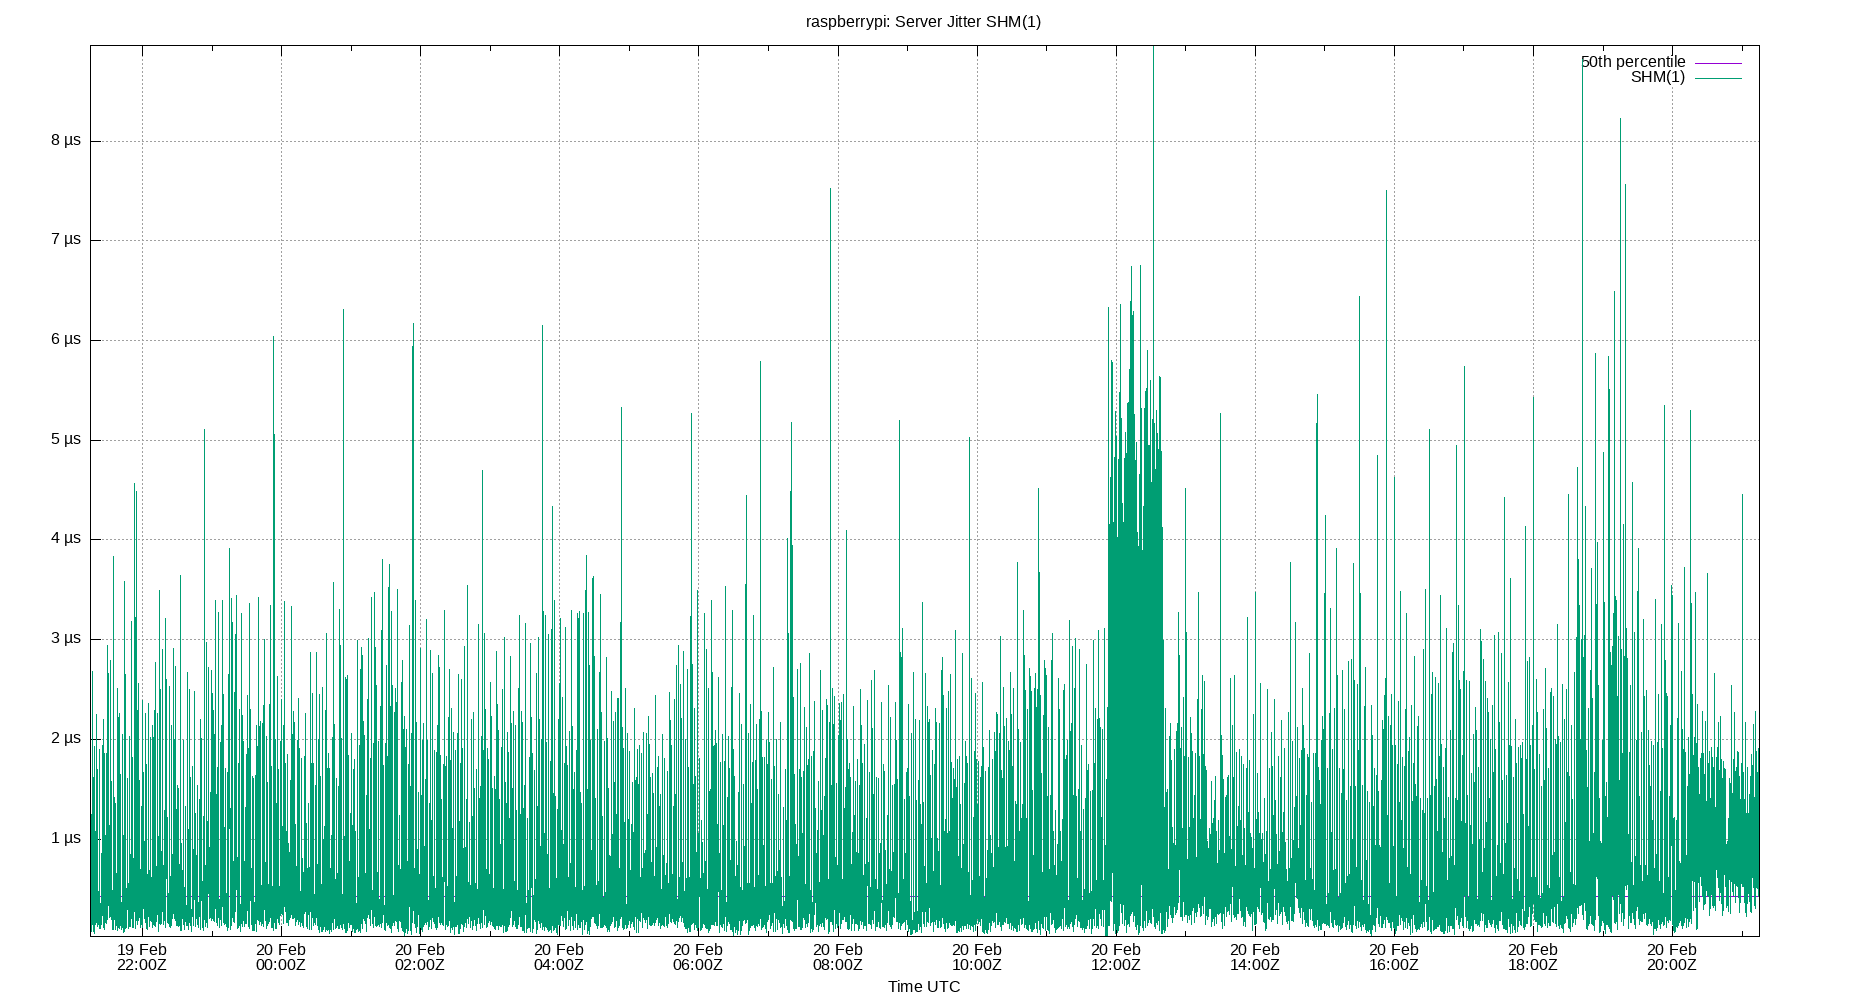 raspberrypi: Server Jitter SHM(1)
50th percentile
SHM(1)
8 µs
7 µs
6 µs
5 µs
4 µs
3 µs
2 µs
1 µs
19 Feb 20 Feb 20 Feb 20 Feb 20 Feb 20 Feb 20 Feb 20 Feb 20 Feb 20 Feb 20 Feb 20 Feb
22:00Z 00:00Z 02:00Z 04:00Z 06:00Z 08:00Z 10:00Z 12:00Z 14:00Z 16:00Z 18:00Z 20:00Z
Time UTC